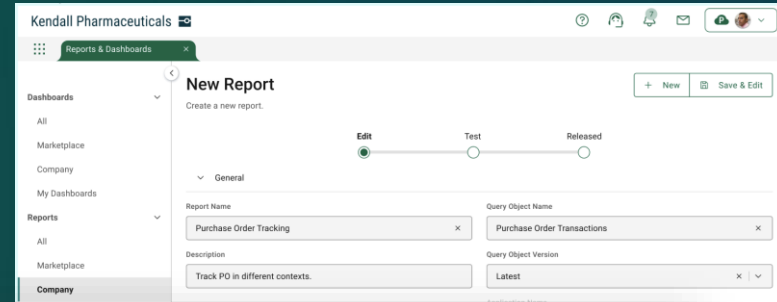 Kendall Pharmaceuticals
?
P
Reports & Dashboards ×
New Report
+ New Save & Edit
Create a new report.
Dashboards
All
Marketplace
Company
My Dashboards
Reports
All
Marketplace
Company
Edit Test Released
General
Report Name Query Object Name
Purchase Order Tracking × Purchase Order Transactions ×
Description Query Object Version
Track PO in different contexts. Latest ×
Application Name